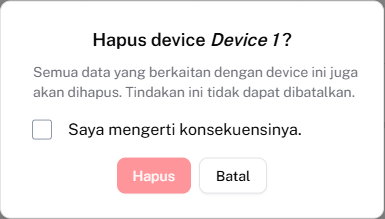 Hapus device Device 1?
Semua data yang berkaitan dengan device ini juga
akan dihapus. Tindakan ini tidak dapat dibatalkan.
Saya mengerti konsekuensinya.
Hapus
Batal